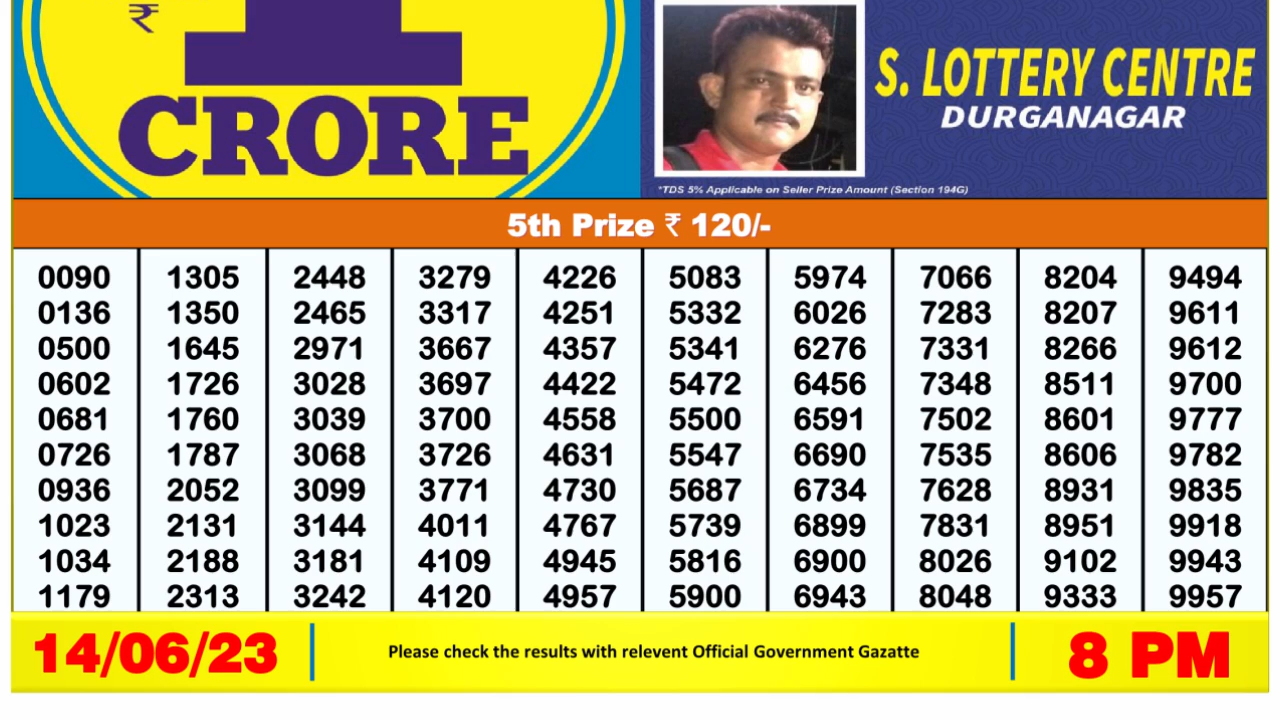 ₹
CRORE
S. LOTTERY CENTRE
DURGANAGAR
*TDS 5% Applicable on Seller Prize Amount (Section 194G)
5th Prize ₹ 120/-
0090 1305 2448 3279 4226 5083 5974 7066 8204 9494
0136 1350 2465 3317 4251 5332 6026 7283 8207 9611
0500 1645 2971 3667 4357 5341 6276 7331 8266 9612
0602 1726 3028 3697 4422 5472 6456 7348 8511 9700
0681 1760 3039 3700 4558 5500 6591 7502 8601 9777
0726 1787 3068 3726 4631 5547 6690 7535 8606 9782
0936 2052 3099 3771 4730 5687 6734 7628 8931 9835
1023 2131 3144 4011 4767 5739 6899 7831 8951 9918
1034 2188 3181 4109 4945 5816 6900 8026 9102 9943
1179 2313 3242 4120 4957 5900 6943 8048 9333 9957
14/06/23 Please check the results with relevent Official Government Gazatte 8 PM